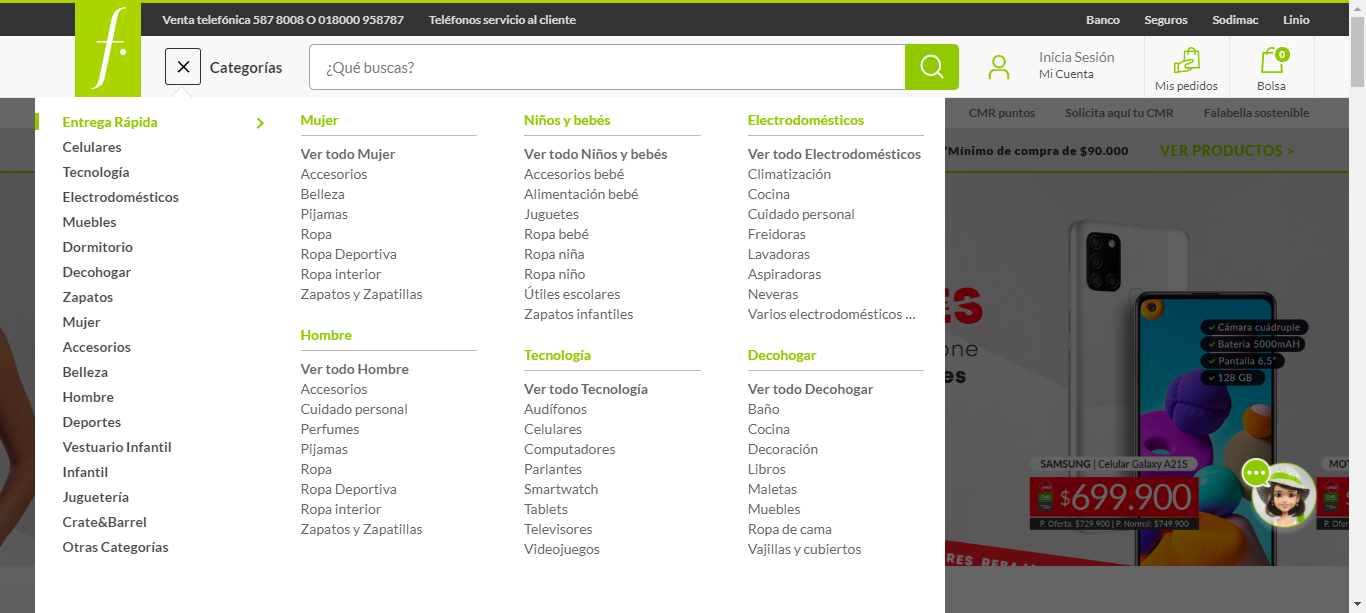 Venta telefónica 587 8008 O 018000 958787
Teléfonos servicio al cliente
Banco
Seguros
Sodimac
Linio
f.
Categorías
¿Qué buscas?
Inicia Sesión
Mi Cuenta
Mis pedidos
0
Bolsa
CMR puntos
Solicita aquí tu CMR
Falabella sostenible
*Mínimo de compra de $90.000
VER PRODUCTOS >
Entrega Rápida
Celulares
Tecnología
Electrodomésticos
Muebles
Dormitorio
Decohogar
Zapatos
Mujer
Accesorios
Belleza
Hombre
Deportes
Vestuario Infantil
Infantil
Juguetería
Crate&Barrel
Otras Categorías
Mujer
Ver todo Mujer
Accesorios
Belleza
Pijamas
Ropa
Ropa Deportiva
Ropa interior
Zapatos y Zapatillas
Hombre
Ver todo Hombre
Accesorios
Cuidado personal
Perfumes
Pijamas
Ropa
Ropa Deportiva
Ropa interior
Zapatos y Zapatillas
Niños y bebés
Ver todo Niños y bebés
Accesorios bebé
Alimentación bebé
Juguetes
Ropa bebé
Ropa niña
Ropa niño
Útiles escolares
Zapatos infantiles
Tecnología
Ver todo Tecnología
Audífonos
Celulares
Computadores
Parlantes
Smartwatch
Tablets
Televisores
Videojuegos
Electrodomésticos
Ver todo Electrodomésticos
Climatización
Cocina
Cuidado personal
Freidoras
Lavadoras
Aspiradoras
Neveras
Varios electrodomésticos ...
Decohogar
Ver todo Decohogar
Baño
Cocina
Decoración
Libros
Maletas
Muebles
Ropa de cama
Vajillas y cubiertos
ES
one
es
Cámara cuádruple
Bateria 5000mAH
Pantalla 6,5"
128 GB
SAMSUNG | Celular Galaxy A21S
$699.900
P. Oferta: $729.900 | P. Normal: $749.900
MOT
$
P. Ofer